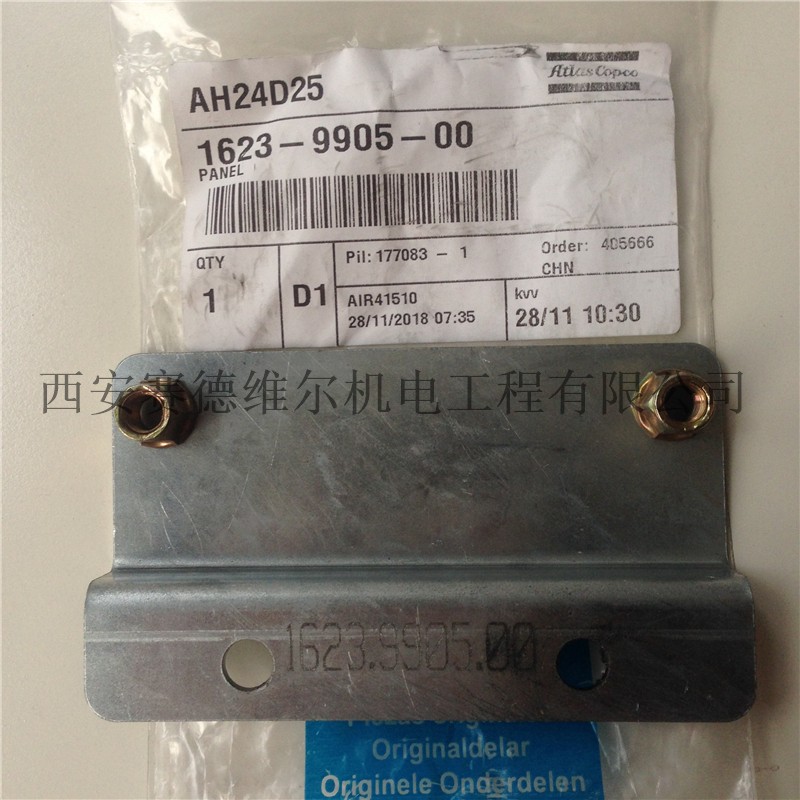 Atlas Copco
AH24D25
1623-9905-00
PANEL
QTY
1
D1
Pil: 177083 - 1
Order: 405666
CHN
AIR41510
28/11/2018 07:35
kvv
28/11 10:30
西安赛德维尔机电工程有限公司
1623.9905.00
Originaldelar
Originele Onderdelen